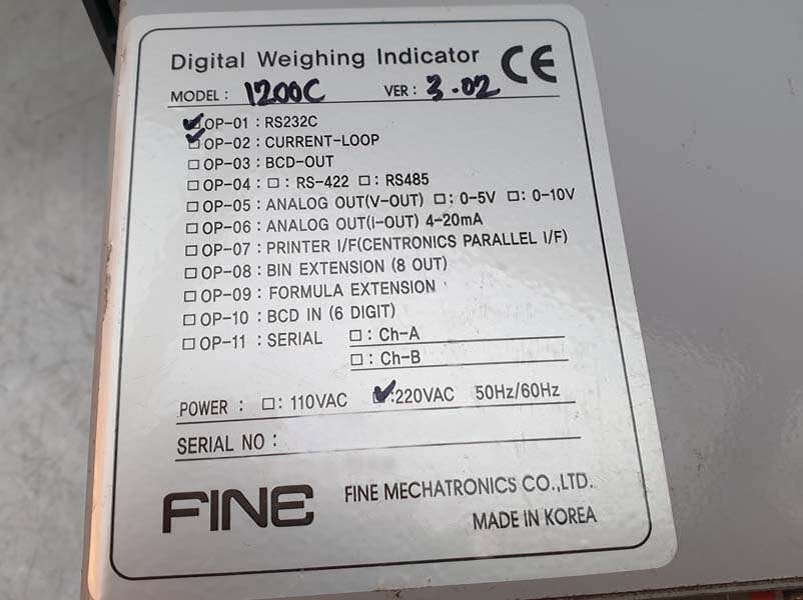 Digital Weighing Indicator CE
MODEL : 1200C VER : 3.02
☑OP-01 : RS232C
☑OP-02 : CURRENT-LOOP
☐OP-03 : BCD-OUT
☐OP-04 : ☐ : RS-422 ☐ : RS485
☐OP-05 : ANALOG OUT(V-OUT) ☐ : 0-5V ☐ : 0-10V
☐OP-06 : ANALOG OUT(I-OUT) 4-20mA
☐OP-07 : PRINTER I/F(CENTRONICS PARALLEL I/F)
☐OP-08 : BIN EXTENSION (8 OUT)
☐OP-09 : FORMULA EXTENSION
☐OP-10 : BCD IN (6 DIGIT)
☐OP-11 : SERIAL ☐ : Ch-A
☐ : Ch-B
POWER : ☐ : 110VAC ☑:220VAC 50Hz/60Hz
SERIAL NO :
FINE FINE MECHATRONICS CO.,LTD.
MADE IN KOREA